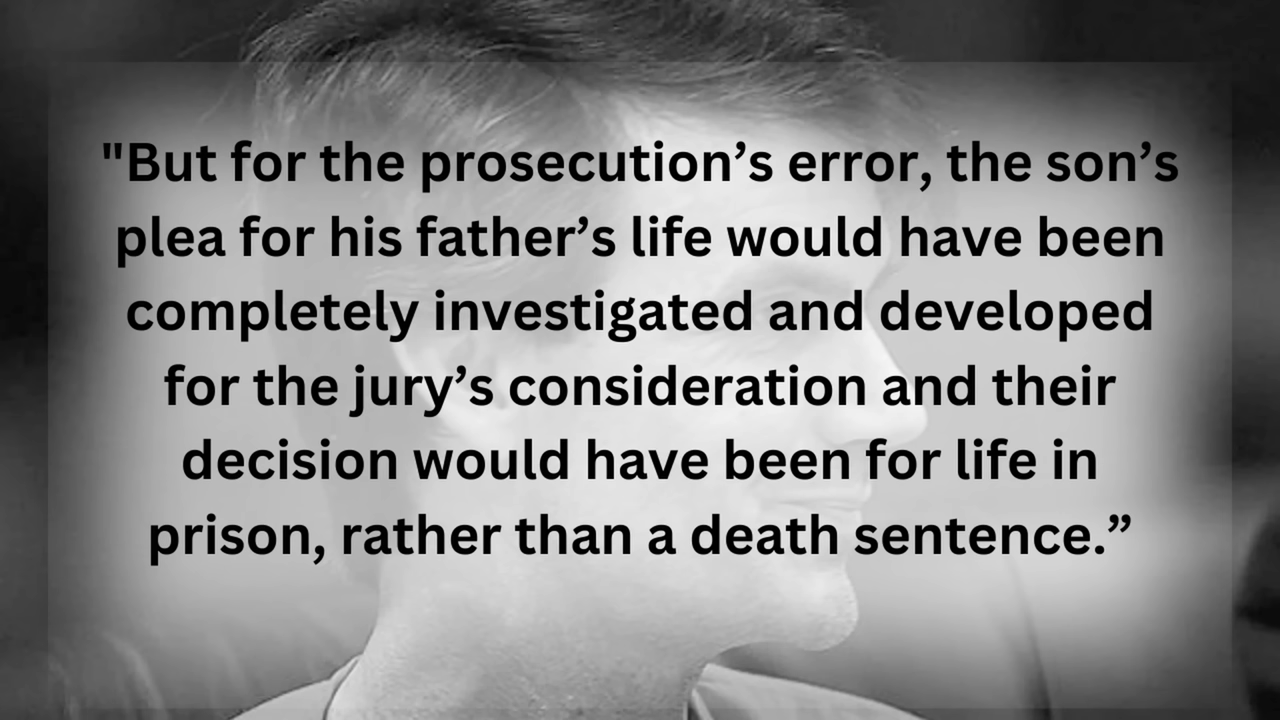 "But for the prosecution’s error, the son’s
plea for his father’s life would have been
completely investigated and developed
for the jury’s consideration and their
decision would have been for life in
prison, rather than a death sentence.”